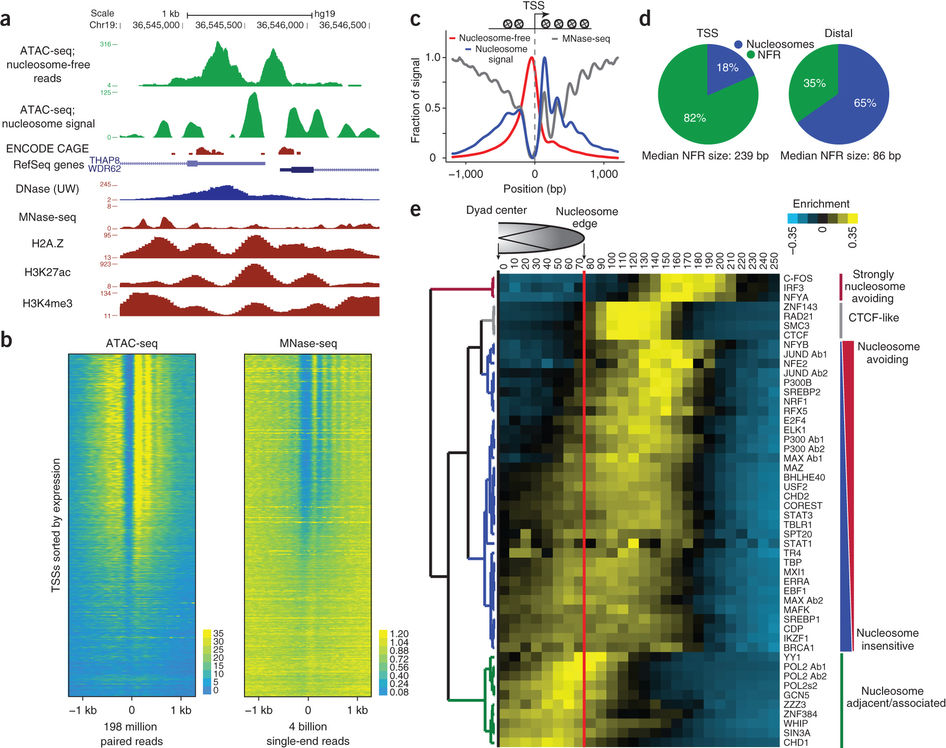 a
Scale 1 kb hg19
Chr19: 36,545,000 36,545,500 36,546,000 36,546,500
ATAC-seq;
nucleosome-free
reads
316
4
ATAC-seq;
nucleosome signal
125
2
ENCODE CAGE
RefSeq genes
THAP8
WDR62
DNase (UW)
245
2
MNase-seq
8
2
H2A.Z
95
11
H3K27ac
923
8
H3K4me3
134
11
b
ATAC-seq
MNase-seq
TSSs sorted by expression
35
30
25
20
15
10
5
0
1.20
1.04
0.88
0.72
0.56
0.40
0.24
0.08
−1 kb 0 1 kb
−1 kb 0 1 kb
198 million
paired reads
4 billion
single-end reads
c
TSS
Nucleosome-free
Nucleosome
signal
MNase-seq
Fraction of signal
1.0
0.5
0
−1,000 0 1,000
Position (bp)
d
TSS
Distal
Nucleosomes
NFR
18%
82%
35%
65%
Median NFR size: 239 bp
Median NFR size: 86 bp
e
Dyad center
Nucleosome
edge
Enrichment
−0.35
0
0.35
0 10 20 30 40 50 60 70 80 90 100 110 120 130 140 150 160 170 180 190 200 210 220 230 240 250
C-FOS
IRF3
NFYA
ZNF143
RAD21
SMC3
CTCF
NFYB
JUND Ab1
NFE2
JUND Ab2
P300B
SREBP2
NRF1
RFX5
E2F4
ELK1
P300 Ab1
P300 Ab2
MAX Ab1
MAZ
BHLHE40
USF2
CHD2
COREST
STAT3
TBLR1
SPT20
STAT1
TR4
TBP
MXI1
ERRA
EBF1
MAX Ab2
MAFK
SREBP1
CDP
IKZF1
BRCA1
YY1
POL2 Ab1
POL2 Ab2
POL2s2
GCN5
ZZZ3
ZNF384
WHIP
SIN3A
CHD1
Strongly
nucleosome
avoiding
CTCF-like
Nucleosome
avoiding
Nucleosome
insensitive
Nucleosome
adjacent/associated